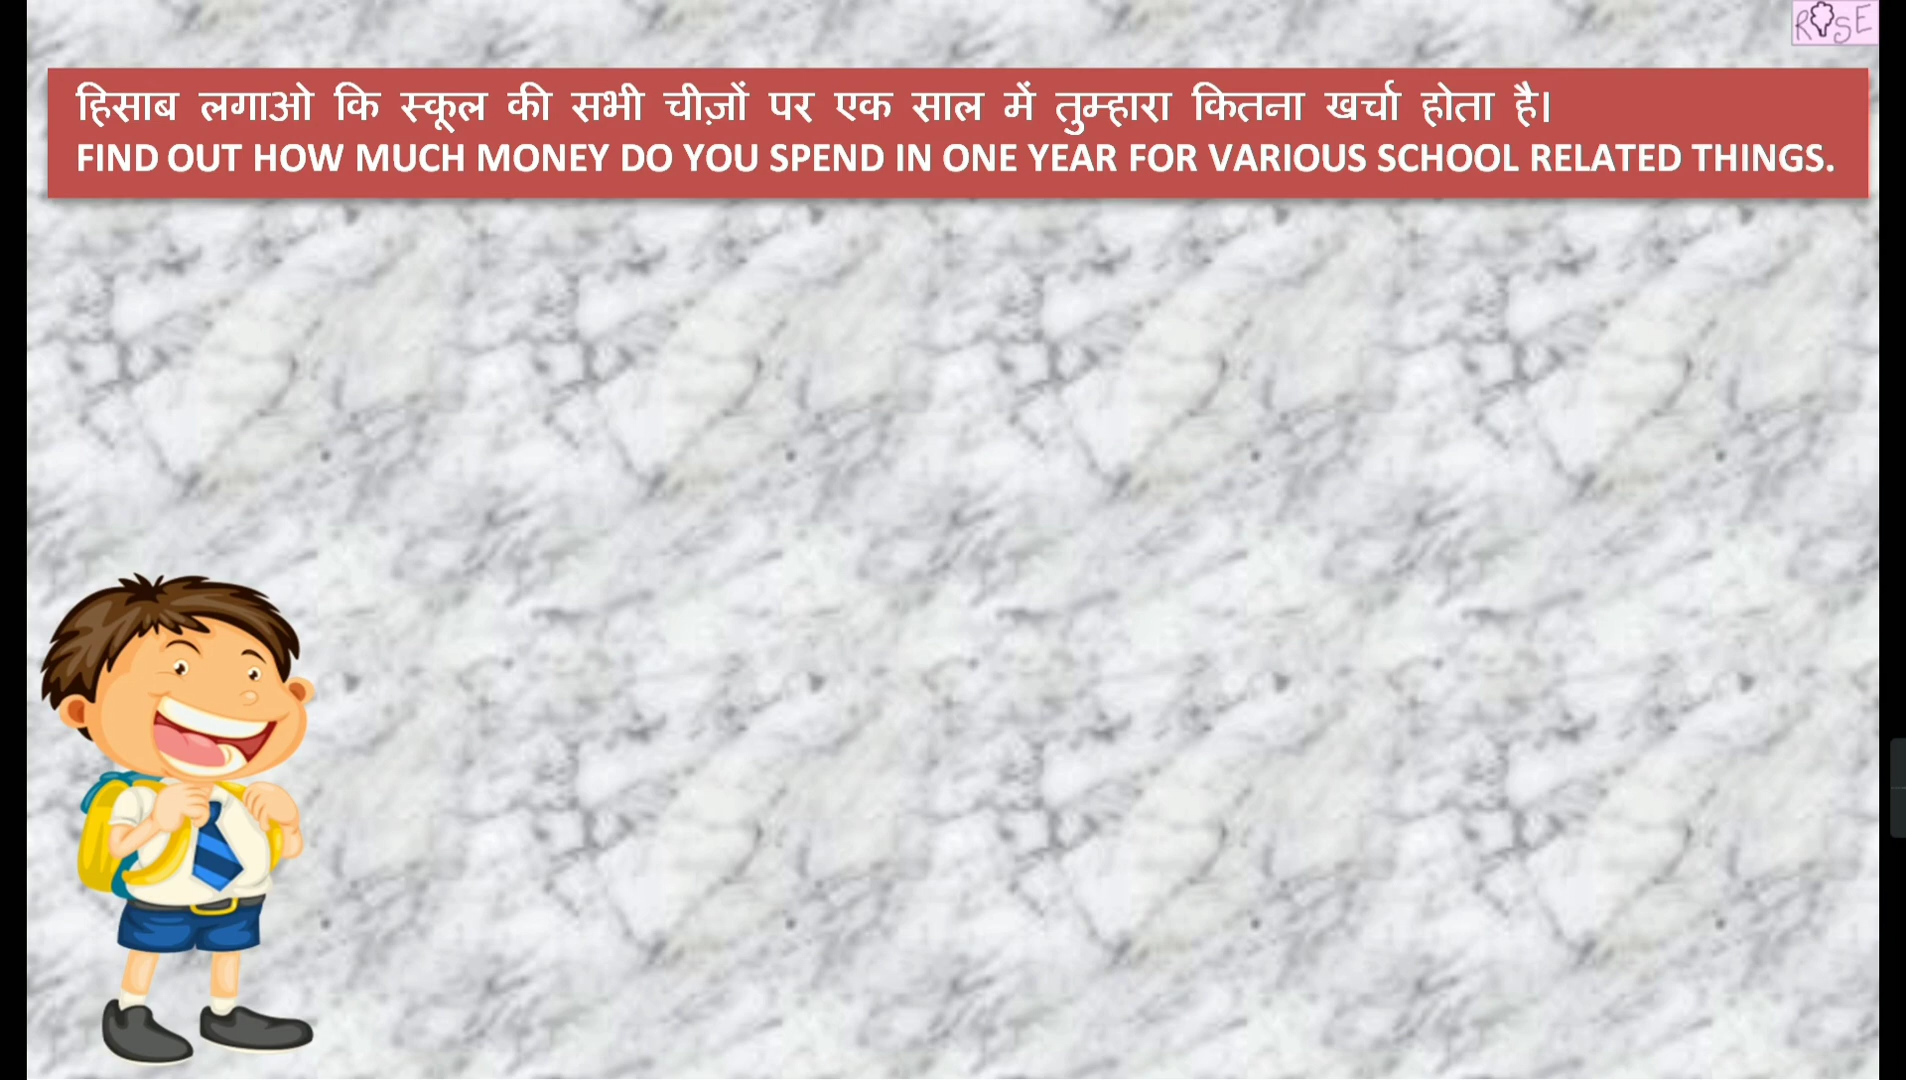 ROSE
हिसाब लगाओ कि स्कूल की सभी चीज़ों पर एक साल में तुम्हारा कितना खर्चा होता है।
FIND OUT HOW MUCH MONEY DO YOU SPEND IN ONE YEAR FOR VARIOUS SCHOOL RELATED THINGS.